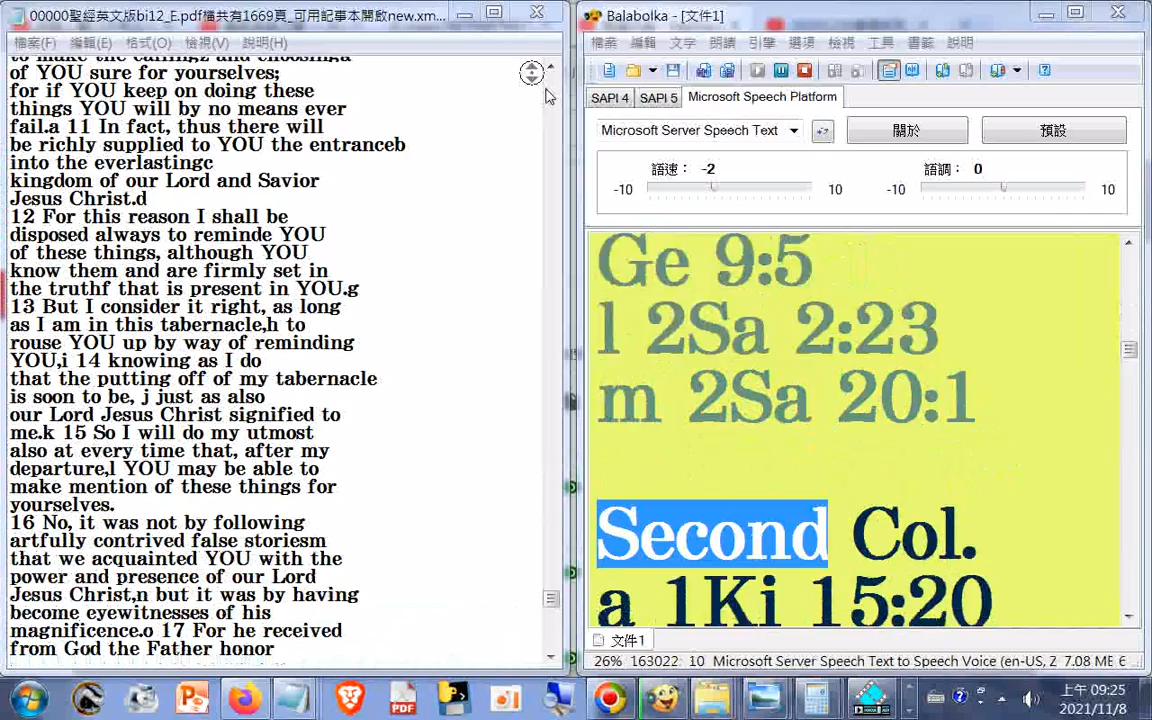 00000聖經英文版bi12_E.pdf檔共有1669頁_可用記事本開啟new.xm...
檔案(F) 編輯(E) 格式(O) 檢視(V) 說明(H)
to make the callingz and choosinga
of YOU sure for yourselves;
for if YOU keep on doing these
things YOU will by no means ever
fail.a 11 In fact, thus there will
be richly supplied to YOU the entranceb
into the everlastingc
kingdom of our Lord and Savior
Jesus Christ.d
12 For this reason I shall be
disposed always to reminde YOU
of these things, although YOU
know them and are firmly set in
the truthf that is present in YOU.g
13 But I consider it right, as long
as I am in this tabernacle,h to
rouse YOU up by way of reminding
YOU,i 14 knowing as I do
that the putting off of my tabernacle
is soon to be, j just as also
our Lord Jesus Christ signified to
me.k 15 So I will do my utmost
also at every time that, after my
departure,l YOU may be able to
make mention of these things for
yourselves.
16 No, it was not by following
artfully contrived false storiesm
that we acquainted YOU with the
power and presence of our Lord
Jesus Christ,n but it was by having
become eyewitnesses of his
magnificence.o 17 For he received
from God the Father honor
Balabolka - [文件1]
檔案 編輯 文字 朗讀 引擎 選項 檢視 工具 書籤 說明
SAPI 4 SAPI 5 Microsoft Speech Platform
Microsoft Server Speech Text 關於 預設
語速： -2 語調： 0
-10 10 -10 10
Ge 9:5
l 2Sa 2:23
m 2Sa 20:1
Second Col.
a 1Ki 15:20
文件1
26% 163022: 10 Microsoft Server Speech Text to Speech Voice (en-US, Z 7.08 MB
PDF
上午 09:25
2021/11/8